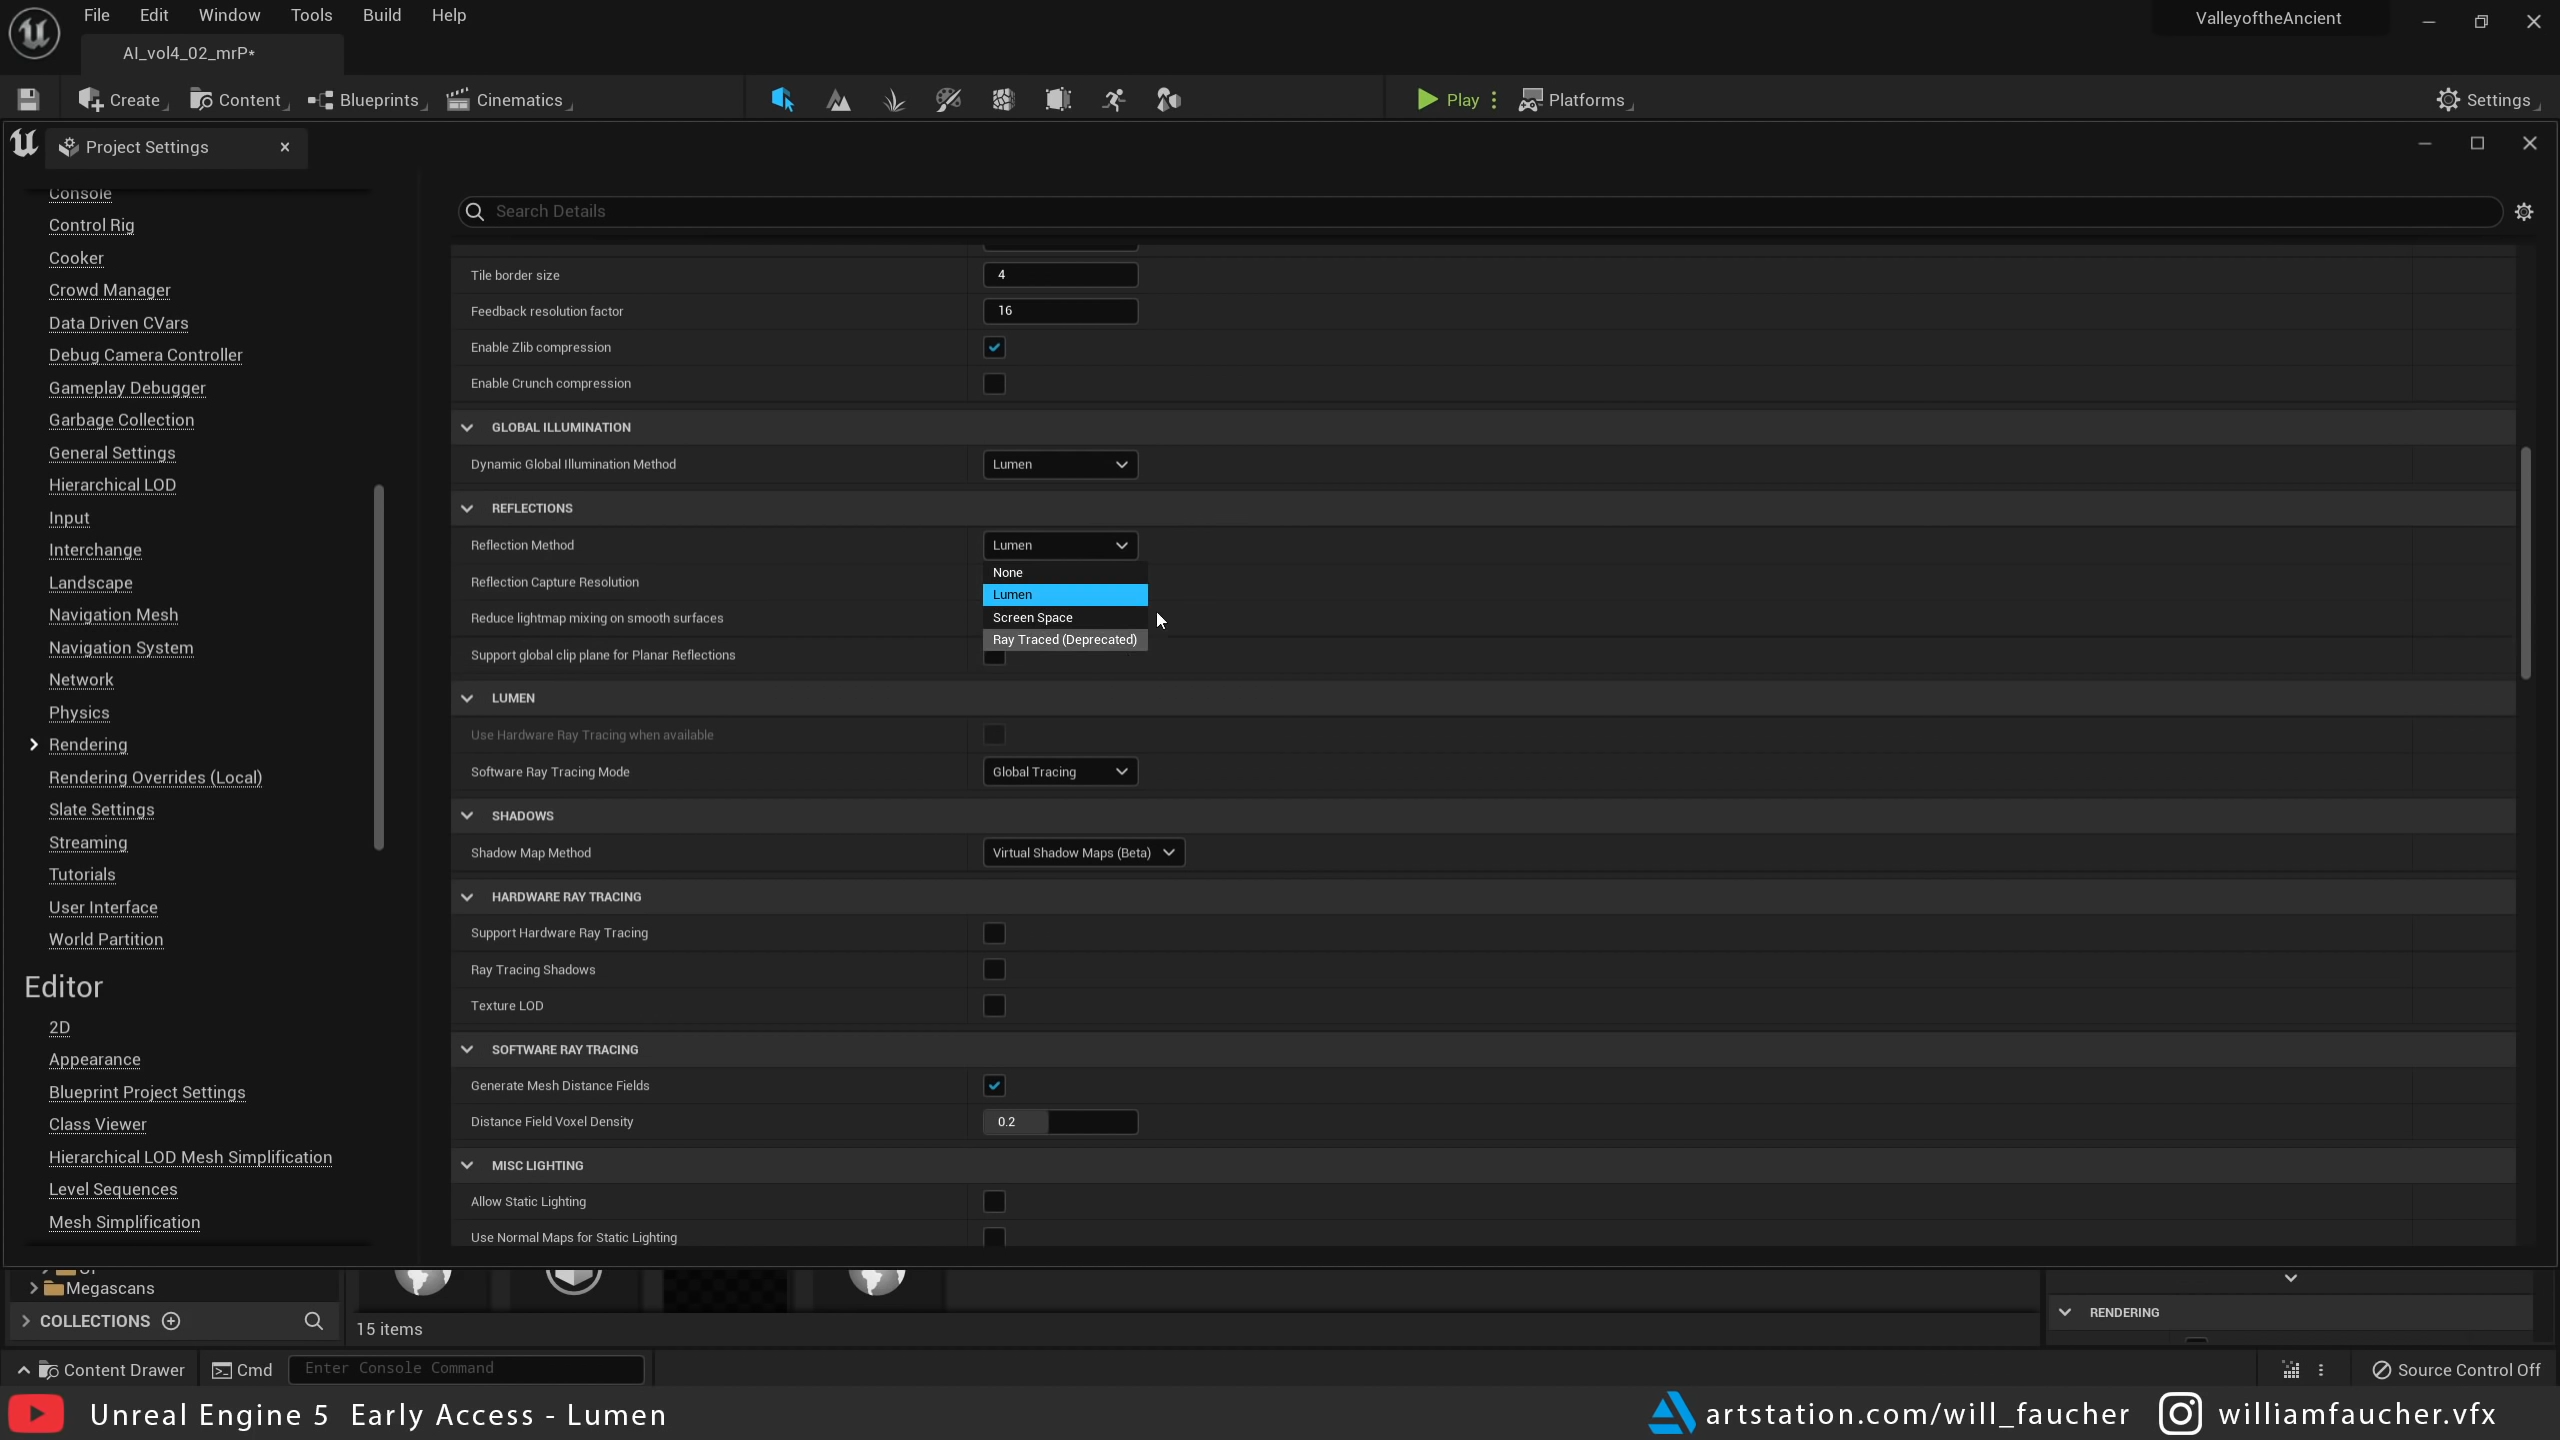 File Edit Window Tools Build Help
ValleyoftheAncient
AI_vol4_02_mrP*
Create Content Blueprints Cinematics Play Platforms Settings
Project Settings
Console
Control Rig
Cooker
Crowd Manager
Data Driven CVars
Debug Camera Controller
Gameplay Debugger
Garbage Collection
General Settings
Hierarchical LOD
Input
Interchange
Landscape
Navigation Mesh
Navigation System
Network
Physics
Rendering
Rendering Overrides (Local)
Slate Settings
Streaming
Tutorials
User Interface
World Partition
Editor
2D
Appearance
Blueprint Project Settings
Class Viewer
Hierarchical LOD Mesh Simplification
Level Sequences
Mesh Simplification
Search Details
Tile border size 4
Feedback resolution factor 16
Enable Zlib compression
Enable Crunch compression
GLOBAL ILLUMINATION
Dynamic Global Illumination Method Lumen
REFLECTIONS
Reflection Method Lumen
None
Reflection Capture Resolution
Lumen
Reduce lightmap mixing on smooth surfaces Screen Space
Ray Traced (Deprecated)
Support global clip plane for Planar Reflections
LUMEN
Use Hardware Ray Tracing when available
Software Ray Tracing Mode Global Tracing
SHADOWS
Shadow Map Method Virtual Shadow Maps (Beta)
HARDWARE RAY TRACING
Support Hardware Ray Tracing
Ray Tracing Shadows
Texture LOD
SOFTWARE RAY TRACING
Generate Mesh Distance Fields
Distance Field Voxel Density 0.2
MISC LIGHTING
Allow Static Lighting
Use Normal Maps for Static Lighting
Megascans
COLLECTIONS
15 items
RENDERING
Content Drawer Cmd Enter Console Command Source Control Off
Unreal Engine 5 Early Access - Lumen
artstation.com/will_faucher williamfaucher.vfx